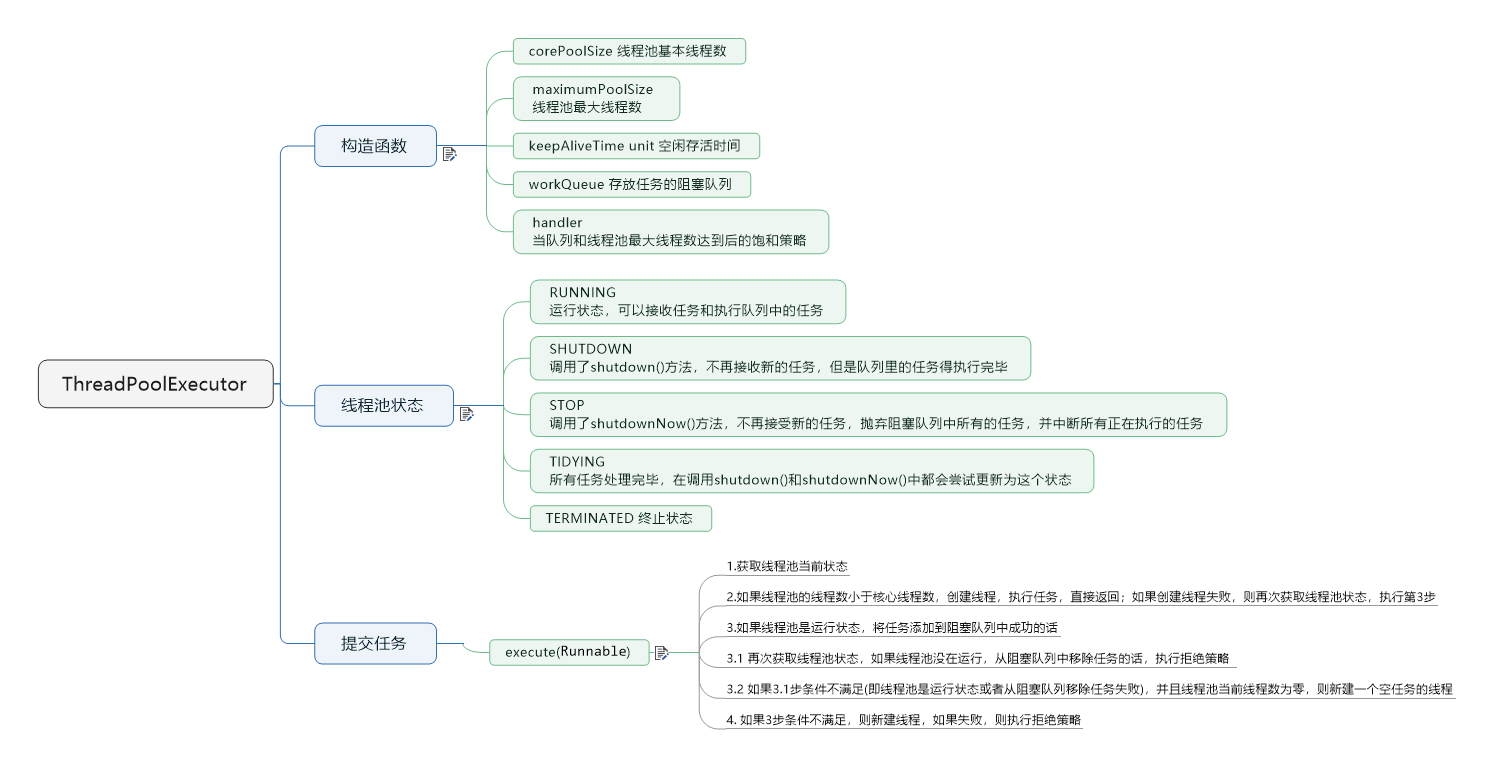 ThreadPoolExecutor
构造函数
corePoolSize 线程池基本线程数
maximumPoolSize
线程池最大线程数
keepAliveTime unit 空闲存活时间
workQueue 存放任务的阻塞队列
handler
当队列和线程池最大线程数达到后的饱和策略
线程池状态
RUNNING
运行状态，可以接收任务和执行队列中的任务
SHUTDOWN
调用了shutdown()方法，不再接收新的任务，但是队列里的任务得执行完毕
STOP
调用了shutdownNow()方法，不再接受新的任务，抛弃阻塞队列中所有的任务，并中断所有正在执行的任务
TIDYING
所有任务处理完毕，在调用shutdown()和shutdownNow()中都会尝试更新为这个状态
TERMINATED 终止状态
提交任务
execute(Runnable)
1.获取线程池当前状态
2.如果线程池的线程数小于核心线程数，创建线程，执行任务，直接返回；如果创建线程失败，则再次获取线程池状态，执行第3步
3.如果线程池是运行状态，将任务添加到阻塞队列中成功的话
3.1 再次获取线程池状态，如果线程池没在运行，从阻塞队列中移除任务的话，执行拒绝策略
3.2 如果3.1步条件不满足(即线程池是运行状态或者从阻塞队列移除任务失败)，并且线程池当前线程数为零，则新建一个空任务的线程
4. 如果3步条件不满足，则新建线程，如果失败，则执行拒绝策略